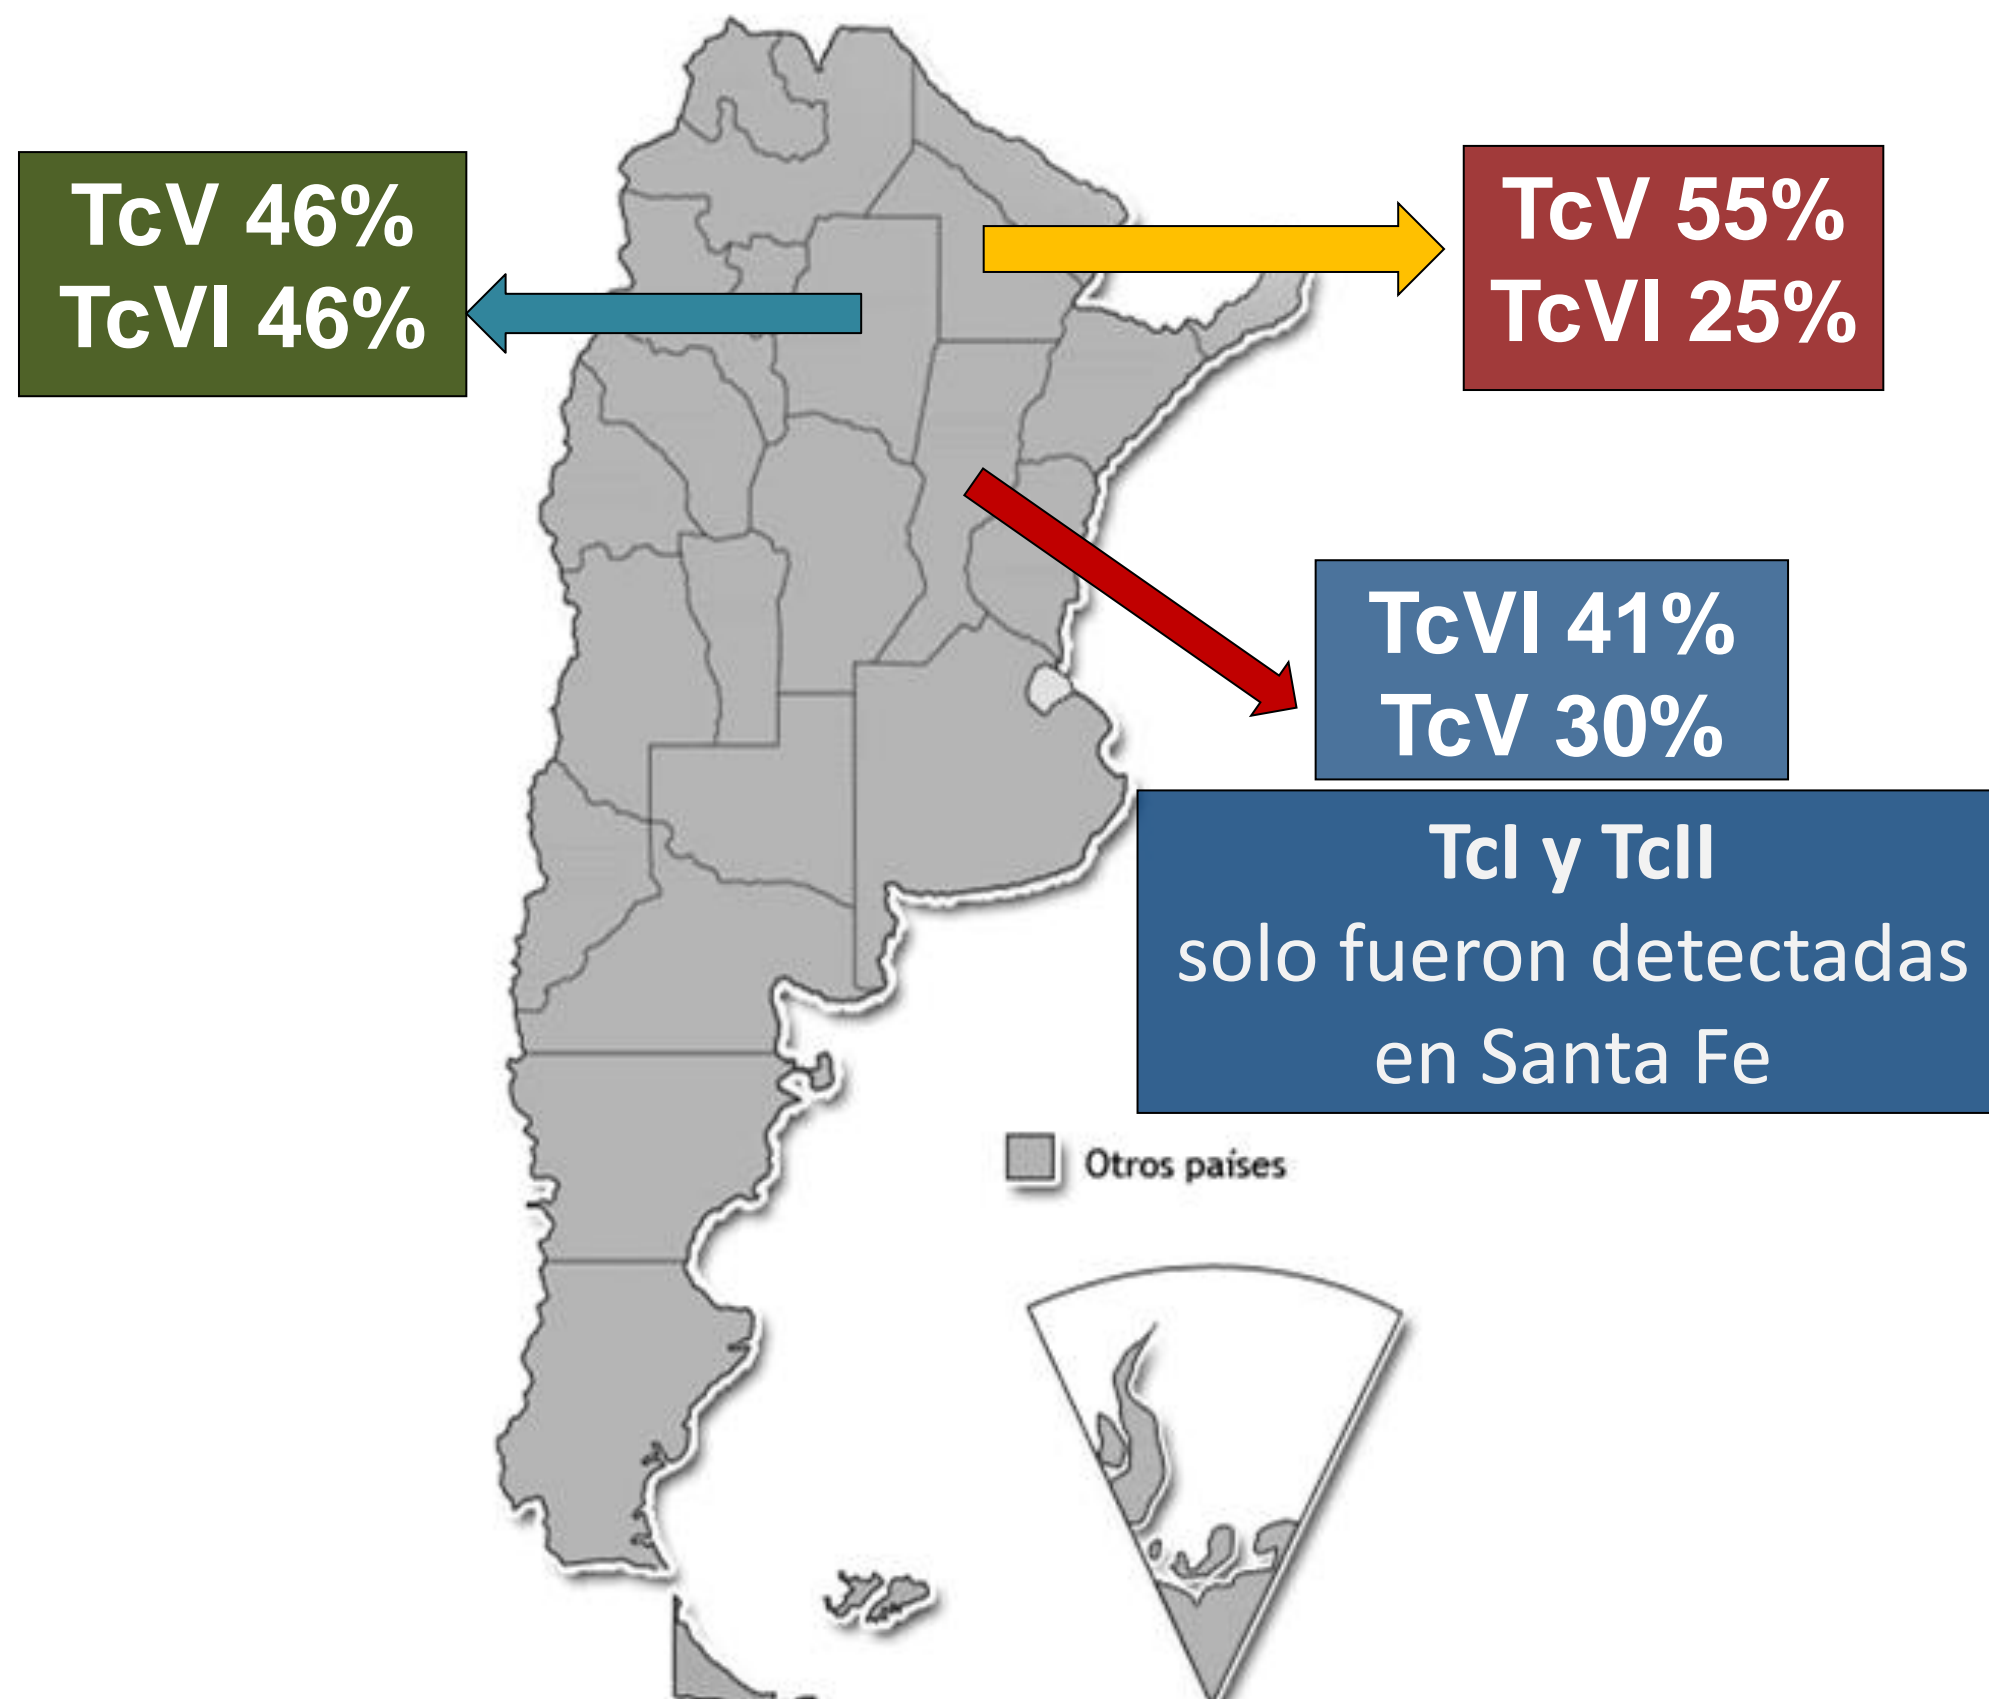 TcV 46%
TcVI 46%
TcV 55%
TcVI 25%
TcVI 41%
TcV 30%
TcI y TcII
solo fueron detectadas
en Santa Fe
Otros países